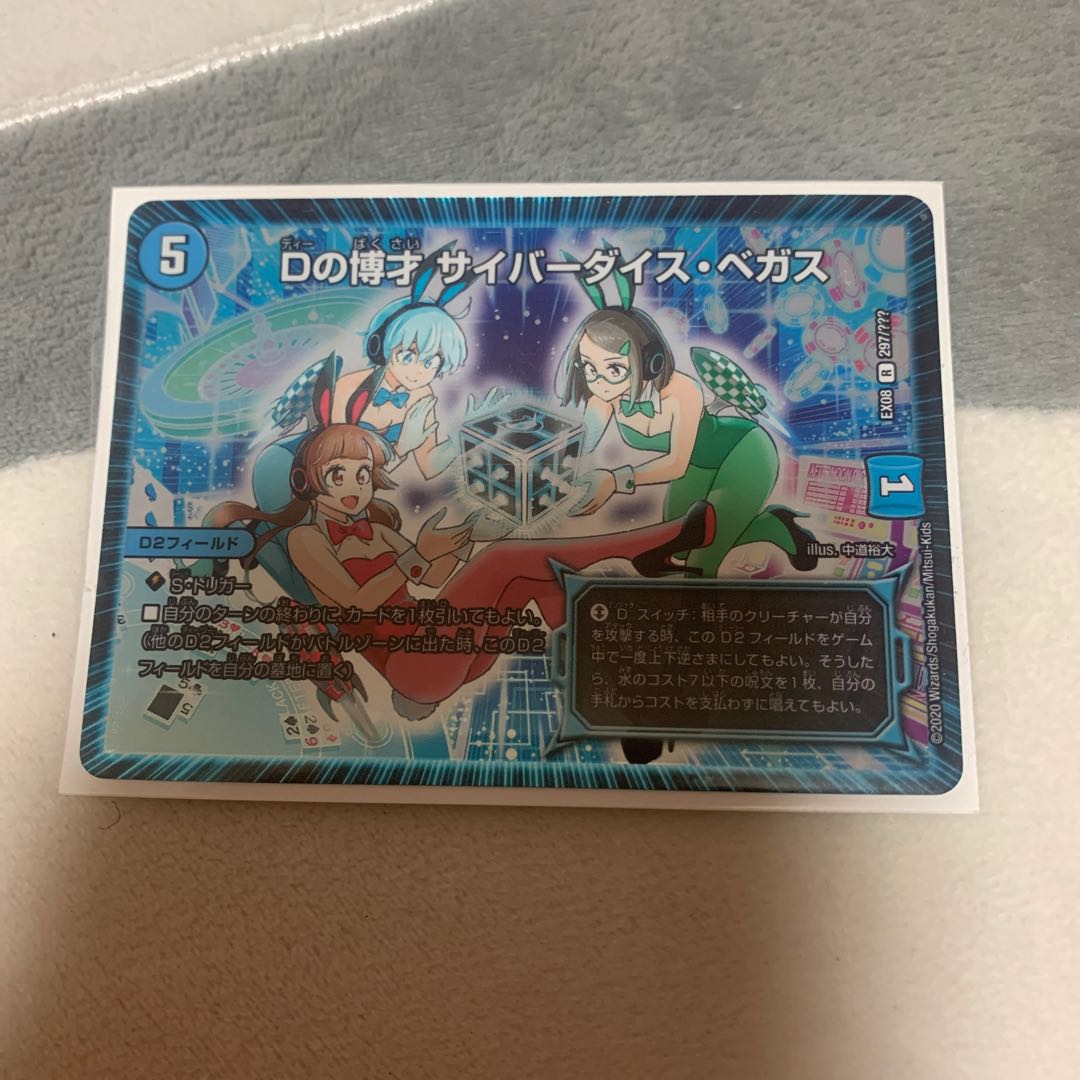 5
Dの博才 サイバーダイス・ベガス
ディー ばくさい
EX08 R 297/???
1
D2フィールド
illus. 中道裕大
©2020 Wizards/Shogakukan/Mitsui-Kids
S・トリガー
■自分のターンの終わりに、カードを1枚引いてもよい。
(他のD2フィールドがバトルゾーンに出た時、このD2
フィールドを自分の墓地に置く)
D スイッチ:相手のクリーチャーが自分
を攻撃する時、この D2 フィールドをゲーム
中で一度上下逆さまにしてもよい。そうした
ら、水のコスト7以下の呪文を1枚、自分の
手札からコストを支払わずに唱えてもよい。